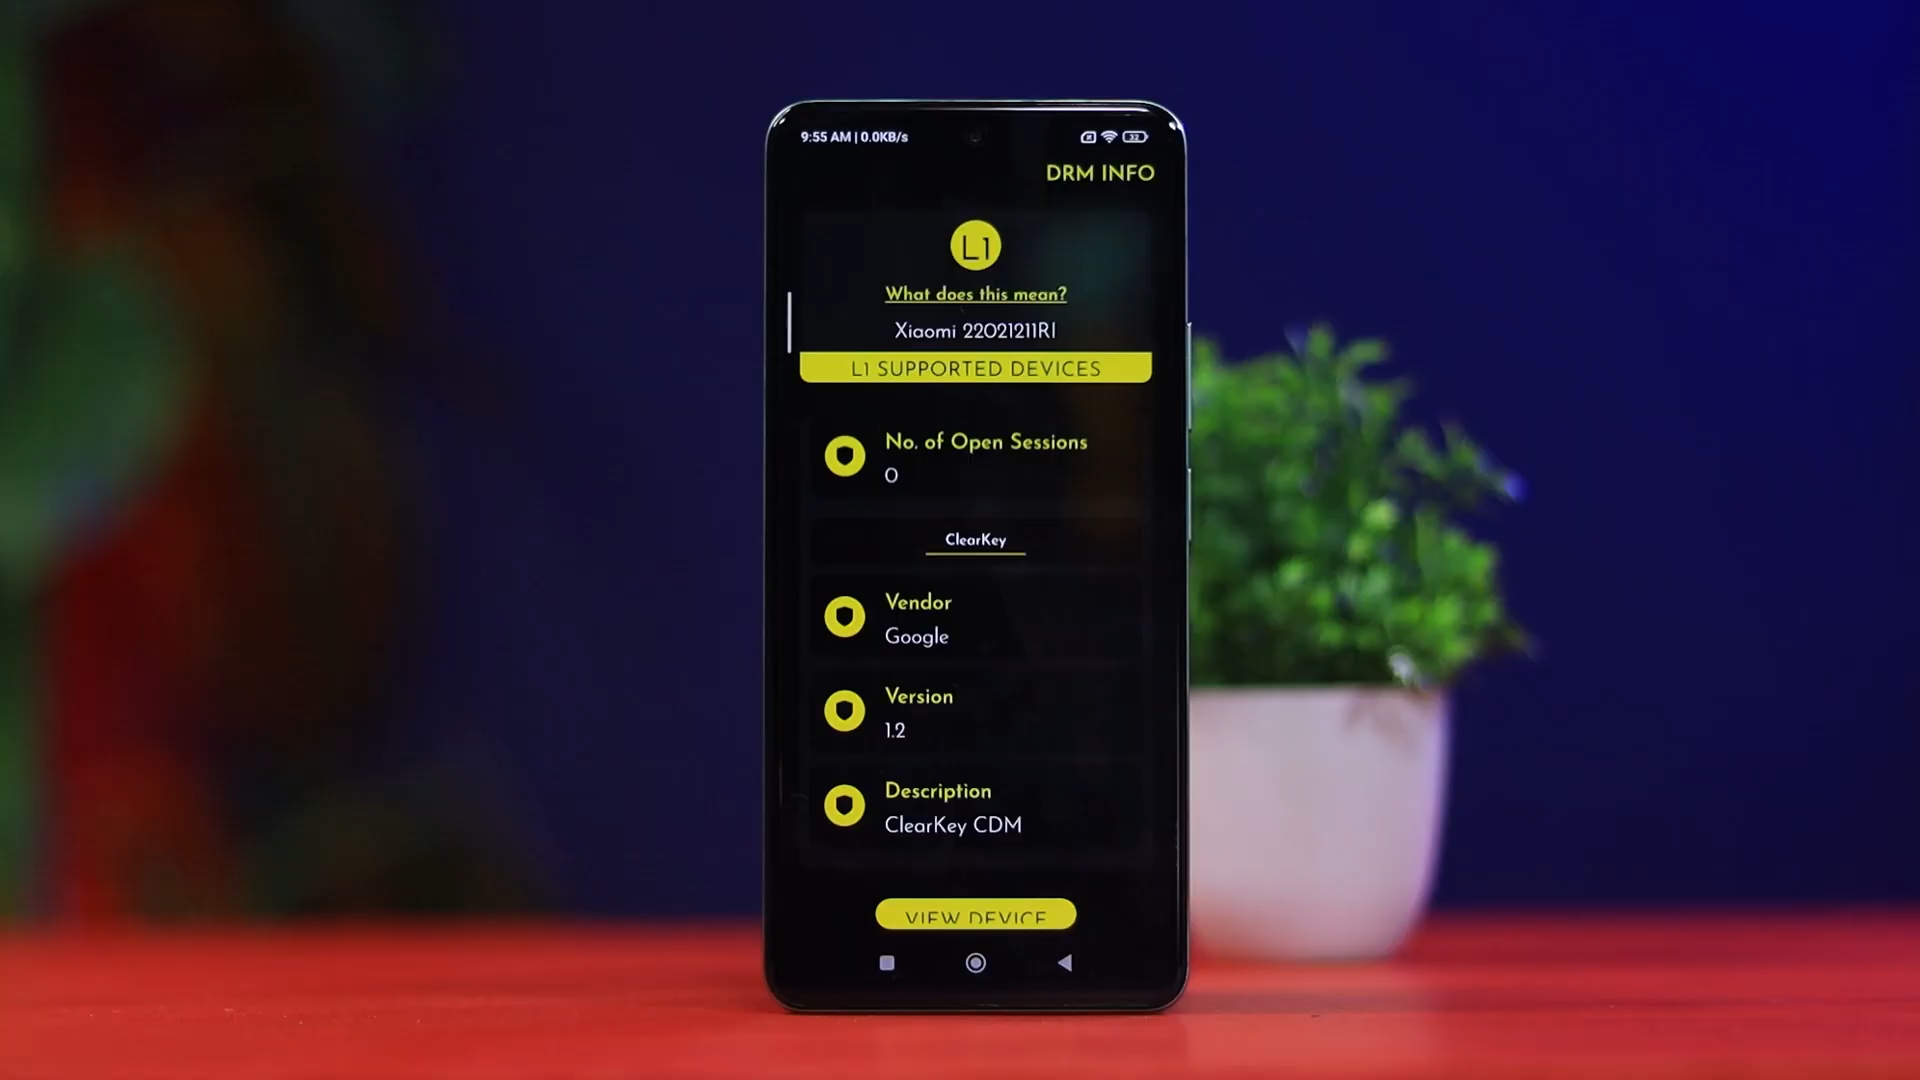 9:55 AM | 0.0KB/s
32
DRM INFO
L1
What does this mean?
Xiaomi 22021211RI
L1 SUPPORTED DEVICES
No. of Open Sessions
0
ClearKey
Vendor
Google
Version
1.2
Description
ClearKey CDM
VIEW DEVICE